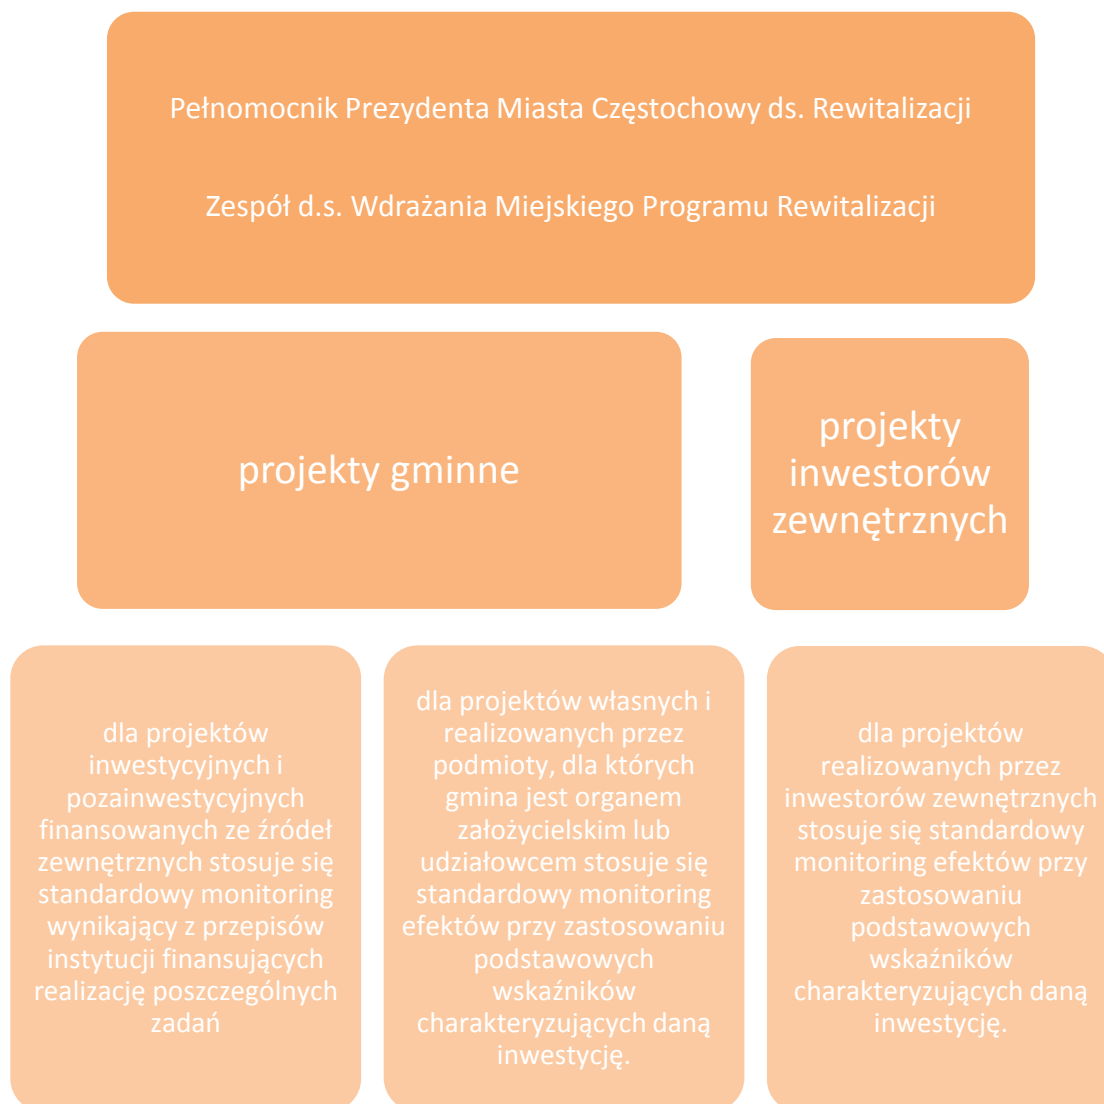 Pełnomocnik Prezydenta Miasta Częstochowy ds. Rewitalizacji
Zespół d.s. Wdrażania Miejskiego Programu Rewitalizacji
projekty gminne
projekty
inwestorów
zewnętrznych
dla projektów
inwestycyjnych i
pozainwestycyjnych
finansowanych ze źródeł
zewnętrznych stosuje się
standardowy monitoring
wynikający z przepisów
instytucji finansujących
realizację poszczególnych
zadań
dla projektów własnych i
realizowanych przez
podmioty, dla których
gmina jest organem
założycielskim lub
udziałowcem stosuje się
standardowy monitoring
efektów przy zastosowaniu
podstawowych
wskaźników
charakteryzujących daną
inwestycję.
dla projektów
realizowanych przez
inwestorów zewnętrznych
stosuje się standardowy
monitoring efektów przy
zastosowaniu
podstawowych
wskaźników
charakteryzujących daną
inwestycję.